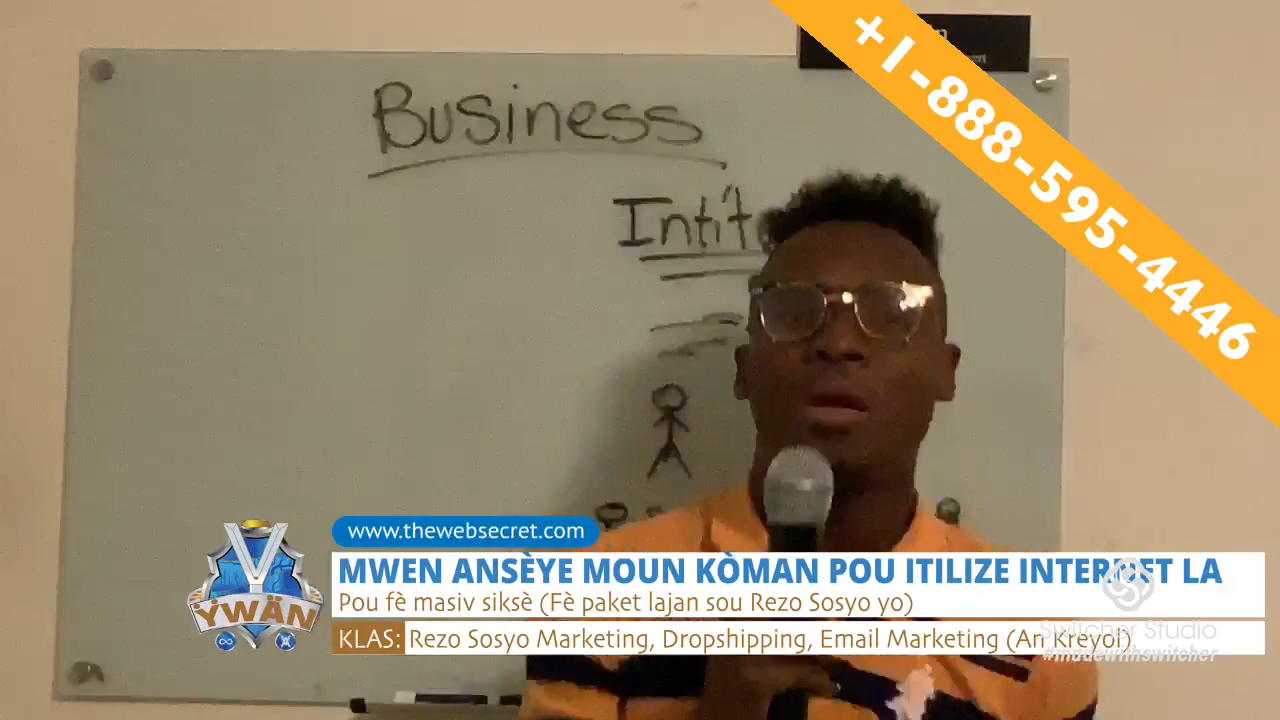 +1-888-595-4446
Business
www.thewebsecret.com
MWEN ANSÈYE MOUN KÒMAN POU ITILIZE INTERNET LA
Pou fè masiv siksè (Fè paket lajan sou Rezo Sosyo yo)
KLAS: Rezo Sosyo Marketing, Dropshipping, Email Marketing (An Kreyol)
Y
ÝWÄN
Switcher Studio
#madewithswitcher